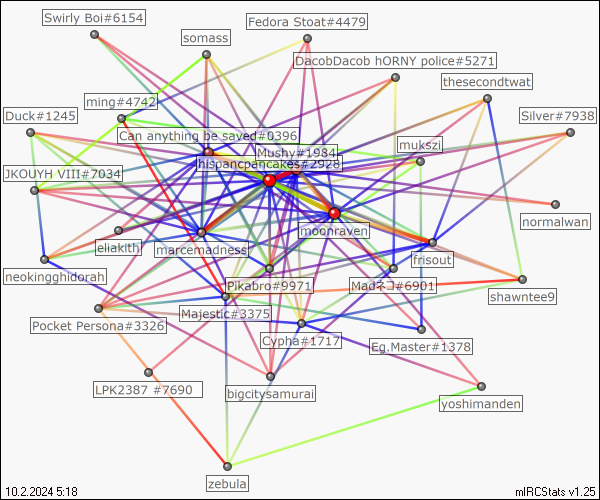 Swirly Boi#6154
Fedora Stoat#4479
somass
DacobDacob hORNY police#5271
thesecondtwat
ming#4742
Duck#1245
Silver#7938
Can anything be saved#0396
mukszi
Mushy#1984
hispancpancakes#2928
JKOUYH VIII#7034
normalwan
moonraven
eliakith
marcemadness
frisout
neokingghidorah
Pikabro#9971
Madネコ#6901
shawntee9
Majestic#3375
Pocket Persona#3326
Cypha#1717
Eg.Master#1378
LPK2387 #7690
bigcitysamurai
yoshimanden
zebula
10.2.2024 5:18
mIRCStats v1.25